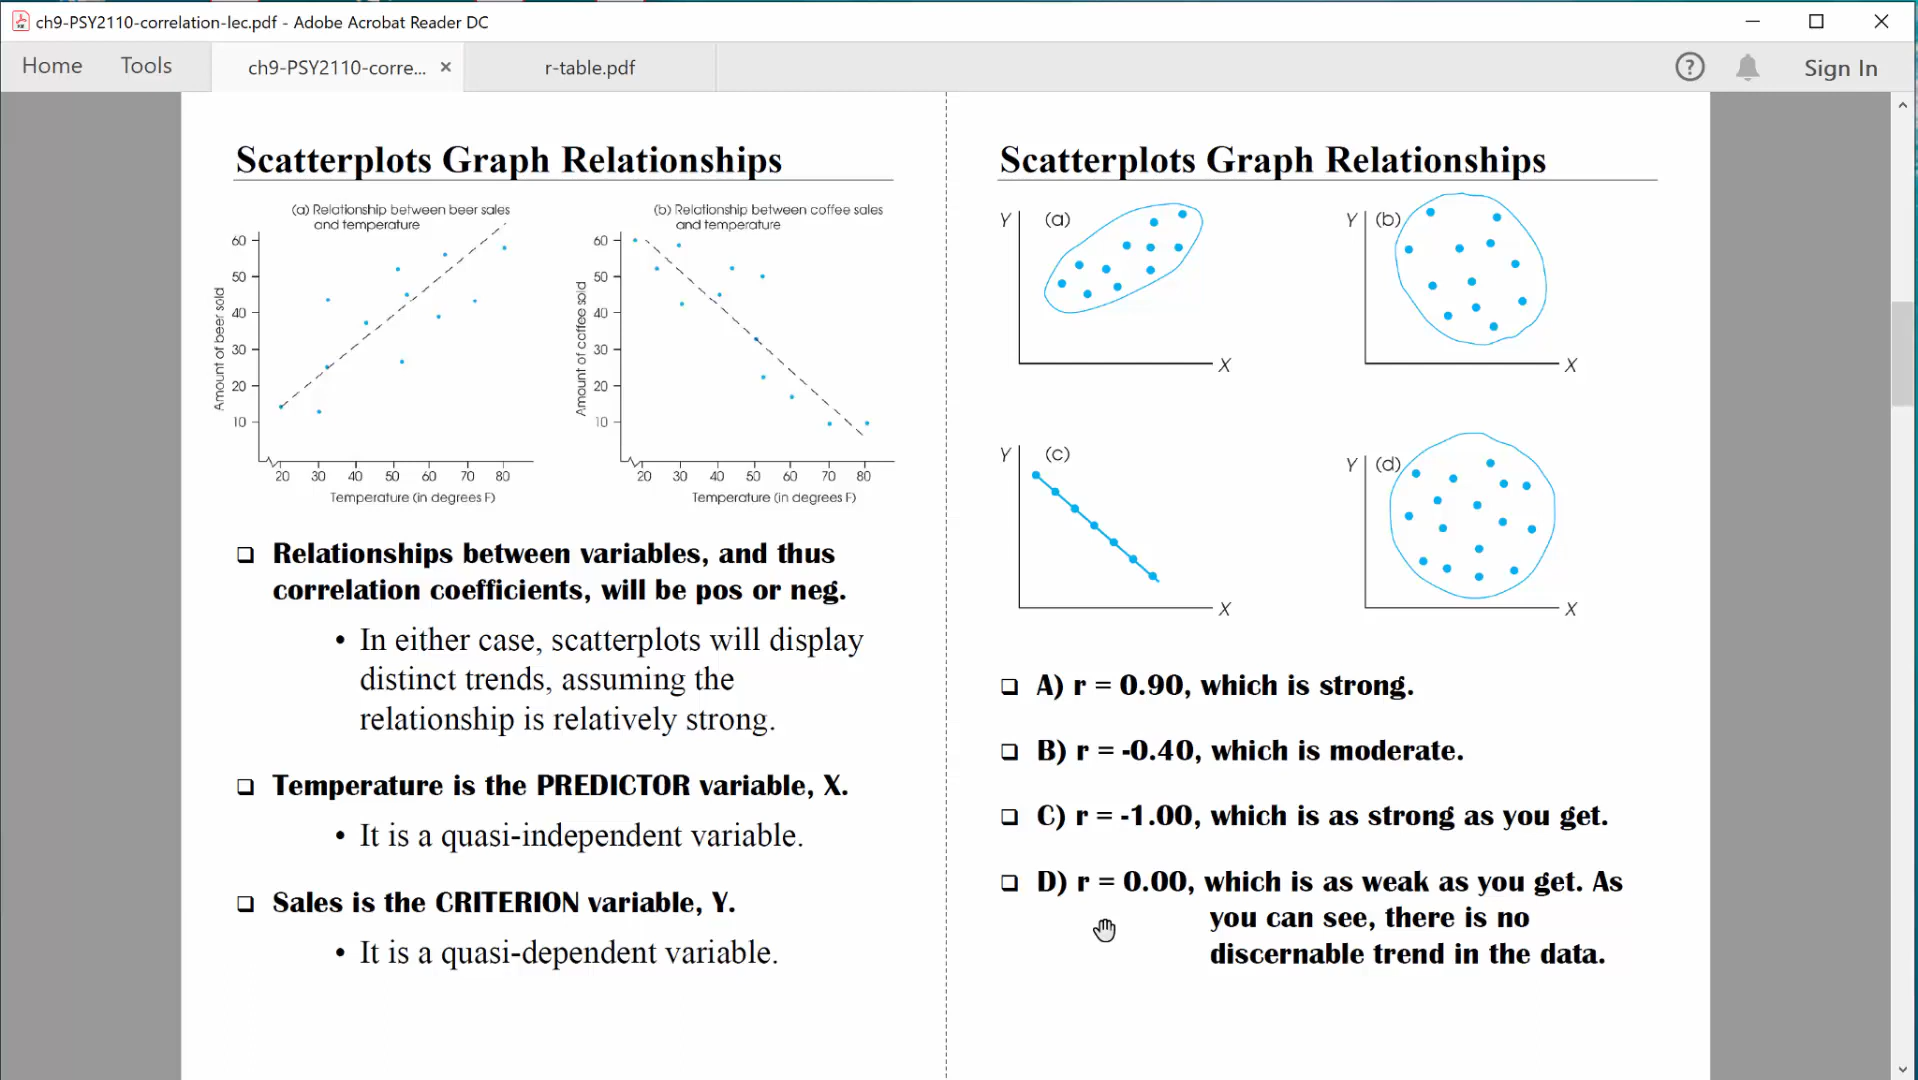 ch9-PSY2110-correlation-lec.pdf - Adobe Acrobat Reader DC
Home Tools ch9-PSY2110-corre... × r-table.pdf ? Sign In
Scatterplots Graph Relationships
(a) Relationship between beer sales
and temperature
Amount of beer sold
60
50
40
30
20
10
20 30 40 50 60 70 80
Temperature (in degrees F)
(b) Relationship between coffee sales
and temperature
Amount of coffee sold
60
50
40
30
20
10
20 30 40 50 60 70 80
Temperature (in degrees F)
❑ Relationships between variables, and thus
correlation coefficients, will be pos or neg.
• In either case, scatterplots will display
distinct trends, assuming the
relationship is relatively strong.
❑ Temperature is the PREDICTOR variable, X.
• It is a quasi-independent variable.
❑ Sales is the CRITERION variable, Y.
• It is a quasi-dependent variable.
Scatterplots Graph Relationships
Y (a)
X
Y (b)
X
Y (c)
X
Y (d)
X
❑ A) r = 0.90, which is strong.
❑ B) r = -0.40, which is moderate.
❑ C) r = -1.00, which is as strong as you get.
❑ D) r = 0.00, which is as weak as you get. As
you can see, there is no
discernable trend in the data.